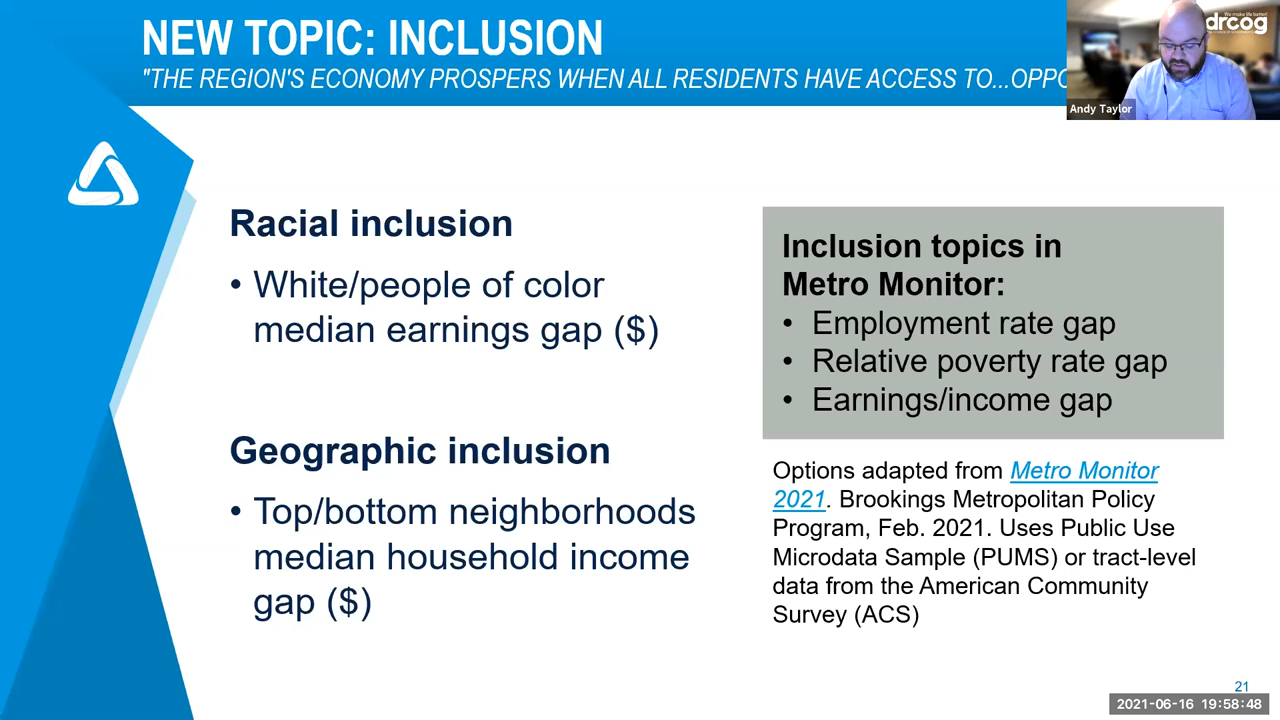 NEW TOPIC: INCLUSION
"THE REGION'S ECONOMY PROSPERS WHEN ALL RESIDENTS HAVE ACCESS TO...OPPO
We make life better!
drcog
Andy Taylor
Racial inclusion
• White/people of color
median earnings gap ($)
Geographic inclusion
• Top/bottom neighborhoods
median household income
gap ($)
Inclusion topics in
Metro Monitor:
• Employment rate gap
• Relative poverty rate gap
• Earnings/income gap
Options adapted from Metro Monitor
2021. Brookings Metropolitan Policy
Program, Feb. 2021. Uses Public Use
Microdata Sample (PUMS) or tract-level
data from the American Community
Survey (ACS)
21
2021-06-16 19:58:48